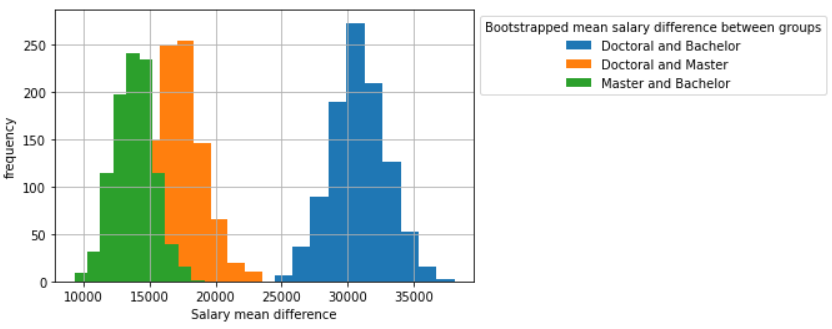 Bootstrapped mean salary difference between groups
Doctoral and Bachelor
Doctoral and Master
Master and Bachelor
frequency
250
200
150
100
50
0
10000 15000 20000 25000 30000 35000
Salary mean difference